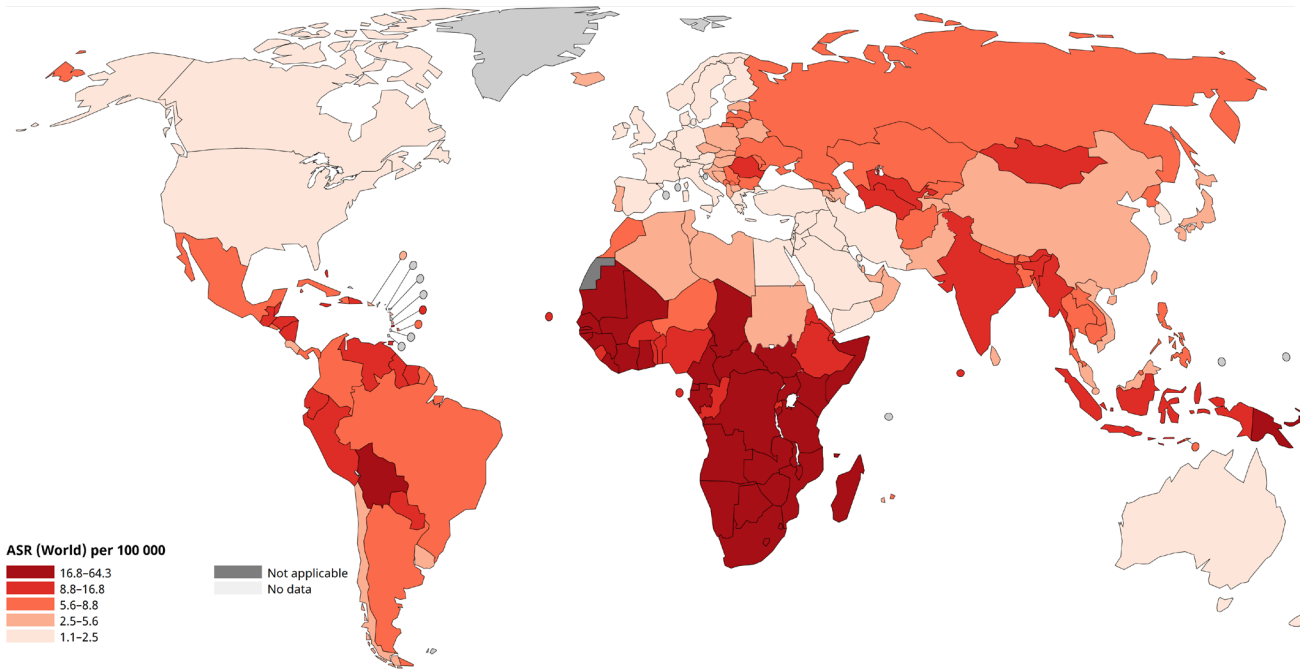 ASR (World) per 100 000
16.8–64.3
8.8–16.8
5.6–8.8
2.5–5.6
1.1–2.5
Not applicable
No data